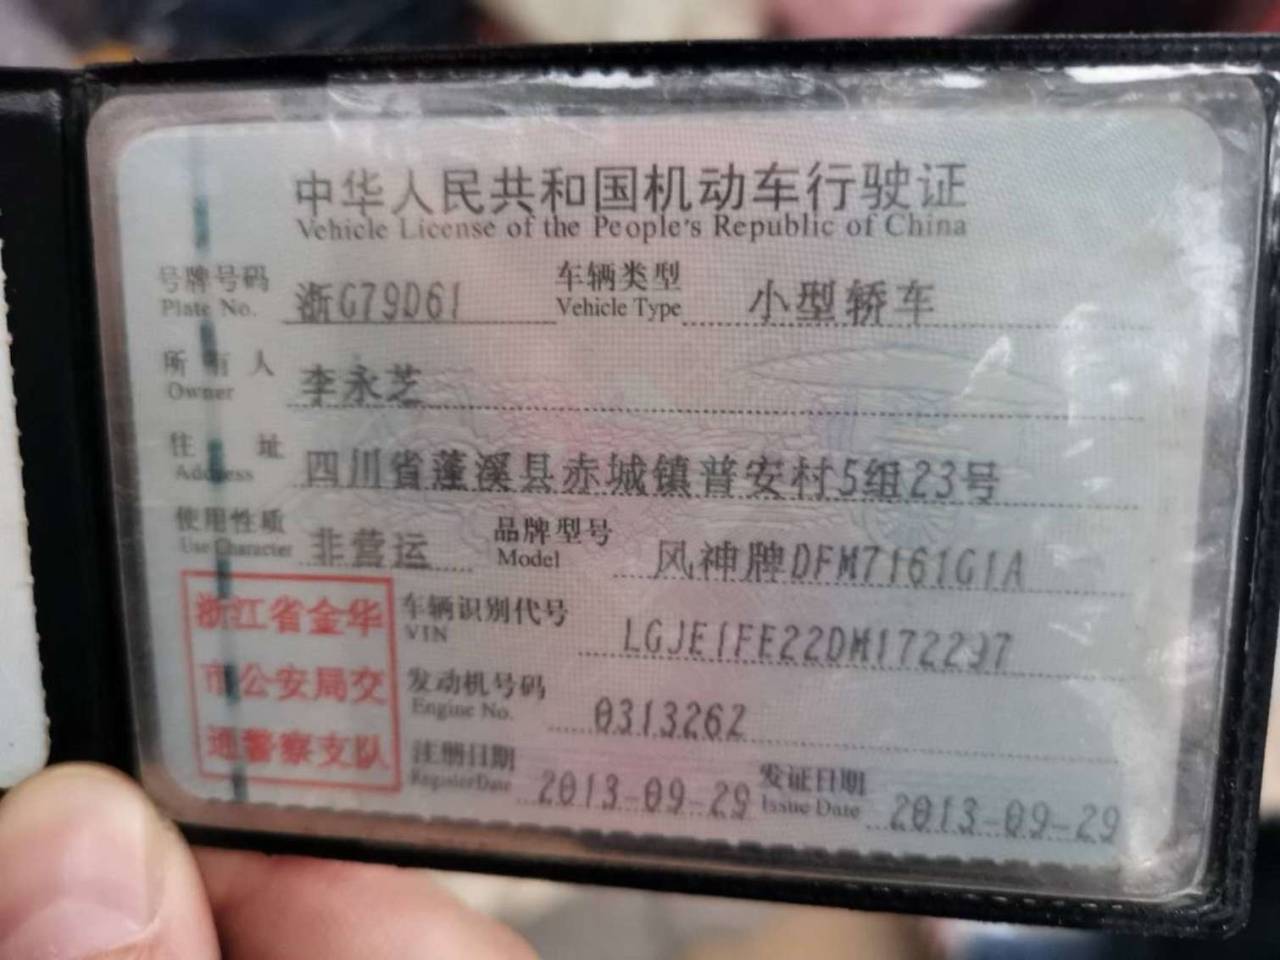 中华人民共和国机动车行驶证
Vehicle License of the People's Republic of China
号牌号码 浙G79D61 车辆类型 小型轿车
Plate No. Vehicle Type
所有人 李永芝
Owner
住址 四川省蓬溪县赤城镇普安村5组23号
Address
使用性质 非营运 品牌型号 风神牌DFM7161G1A
Use Character Model
浙江省金华
市公安局交
通警察支队
车辆识别代号 LGJE1FE22DM172297
VIN
发动机号码 0313262
Engine No.
注册日期 2013-09-29 发证日期 2013-09-29
Register Date Issue Date